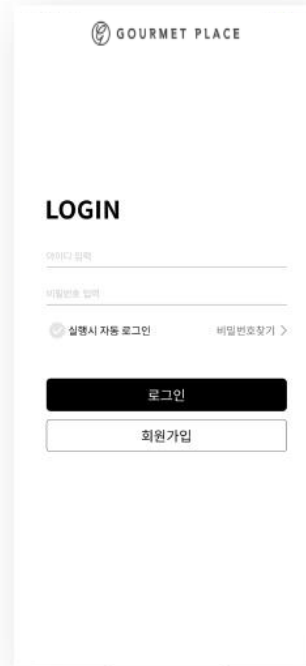 GOURMET PLACE
LOGIN
아이디 입력
비밀번호 입력
실행시 자동 로그인 비밀번호찾기 >
로그인
회원가입